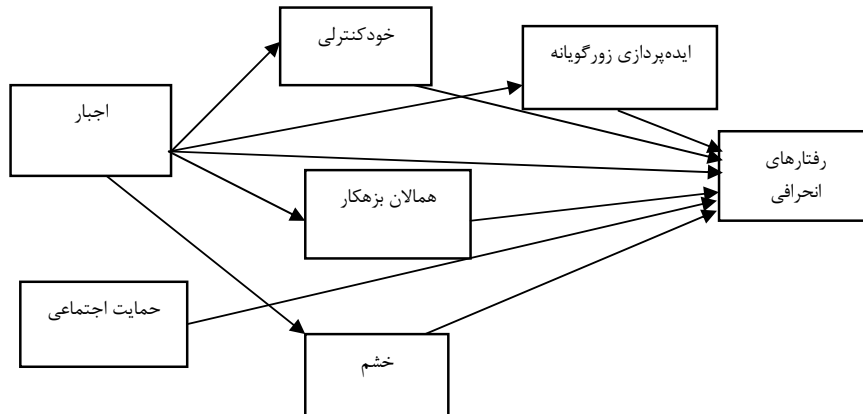 خودکنترلی
ایده‌پردازی زورگویانه
اجبار
رفتارهای
انحرافی
همالان بزهکار
حمایت اجتماعی
خشم